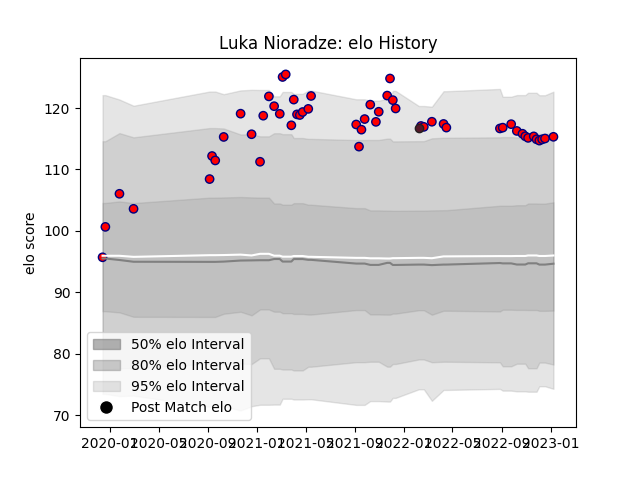 Luka Nioradze: elo History
elo score
120
110
100
90
80
70
50% elo Interval
80% elo Interval
95% elo Interval
Post Match elo
2020-01 2020-05 2020-09 2021-01 2021-05 2021-09 2022-01 2022-05 2022-09 2023-01